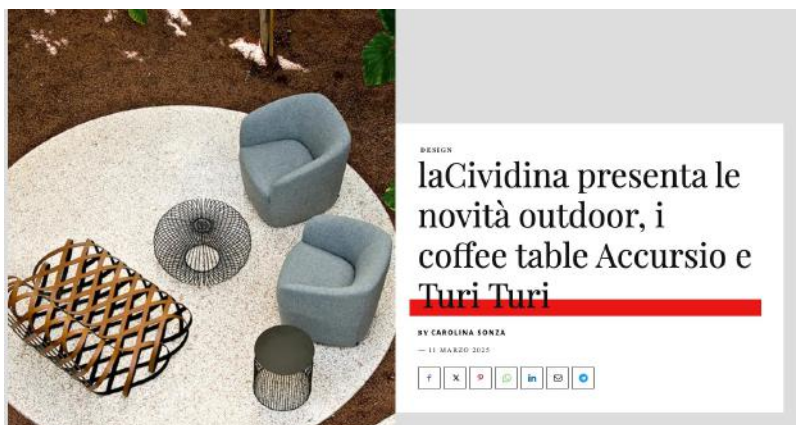 DESIGN
laCividina presenta le
novità outdoor, i
coffee table Accursio e
Turi Turi
BY CAROLINA SONZA
— 11 MARZO 2025